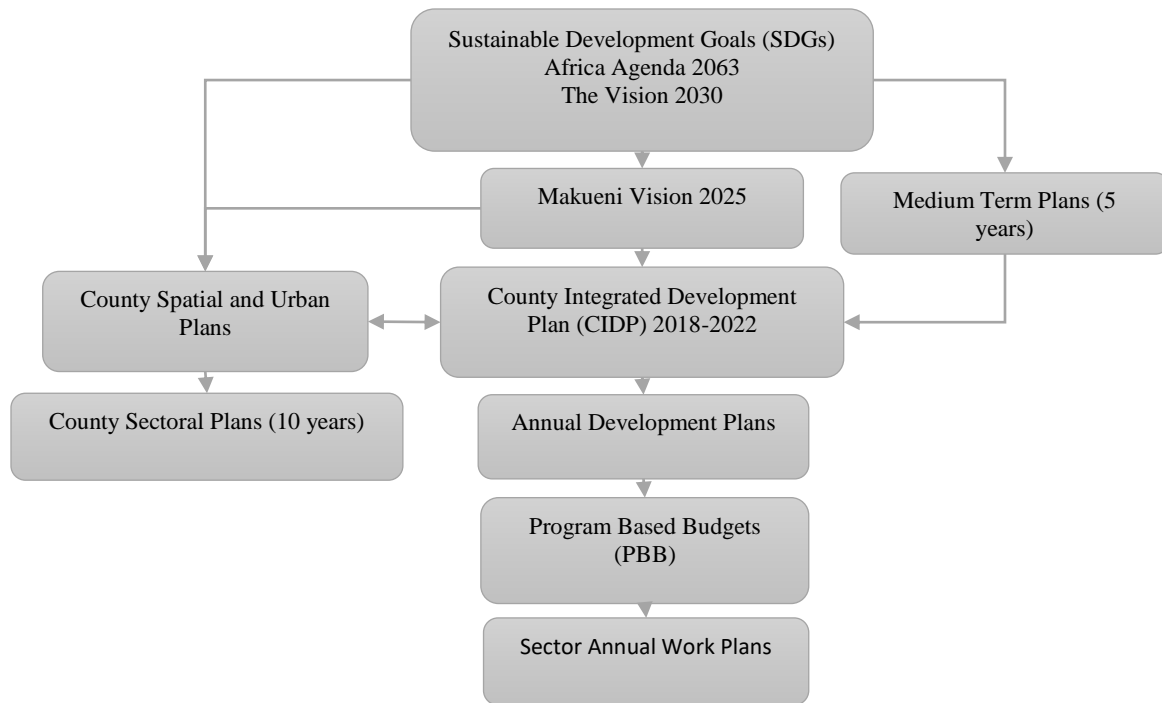 Sustainable Development Goals (SDGs)
Africa Agenda 2063
The Vision 2030
Makueni Vision 2025
Medium Term Plans (5
years)
County Spatial and Urban
Plans
County Integrated Development
Plan (CIDP) 2018-2022
County Sectoral Plans (10 years)
Annual Development Plans
Program Based Budgets
(PBB)
Sector Annual Work Plans